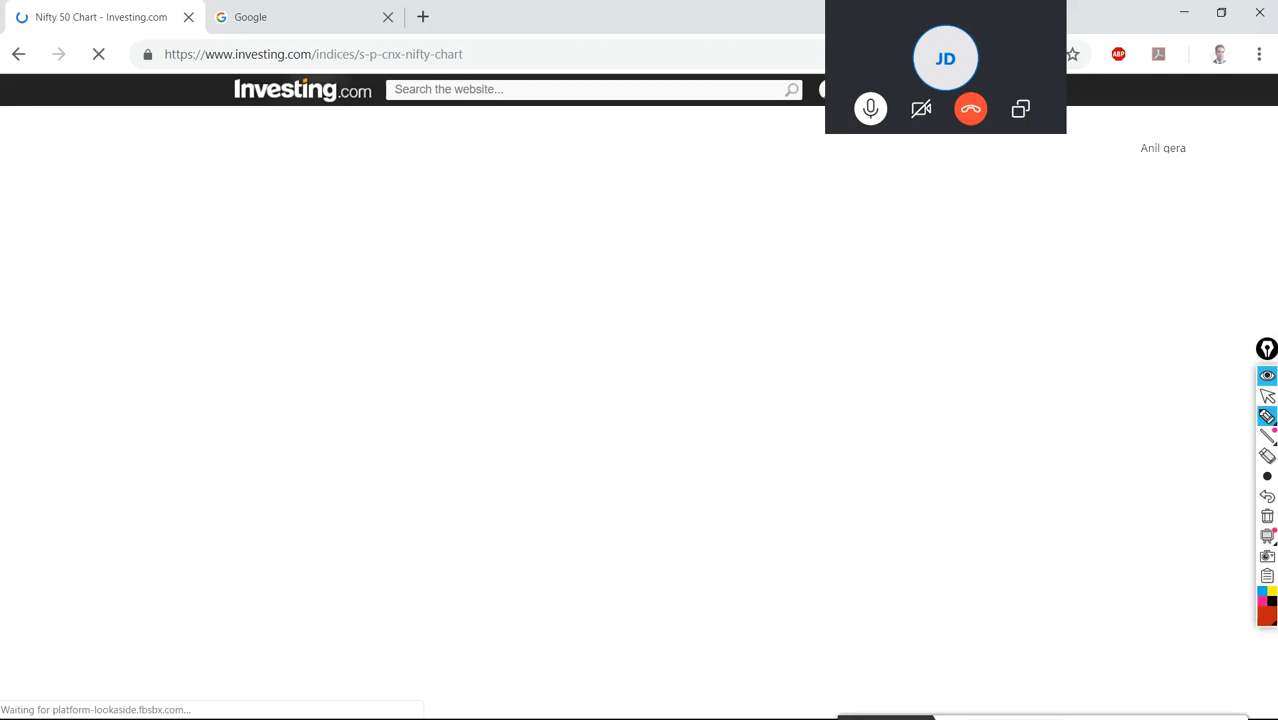 Nifty 50 Chart - Investing.com
Google
https://www.investing.com/indices/s-p-cnx-nifty-chart
JD
ABP
Investing.com
Search the website...
Anil gera
Waiting for platform-lookaside.fbsbx.com...